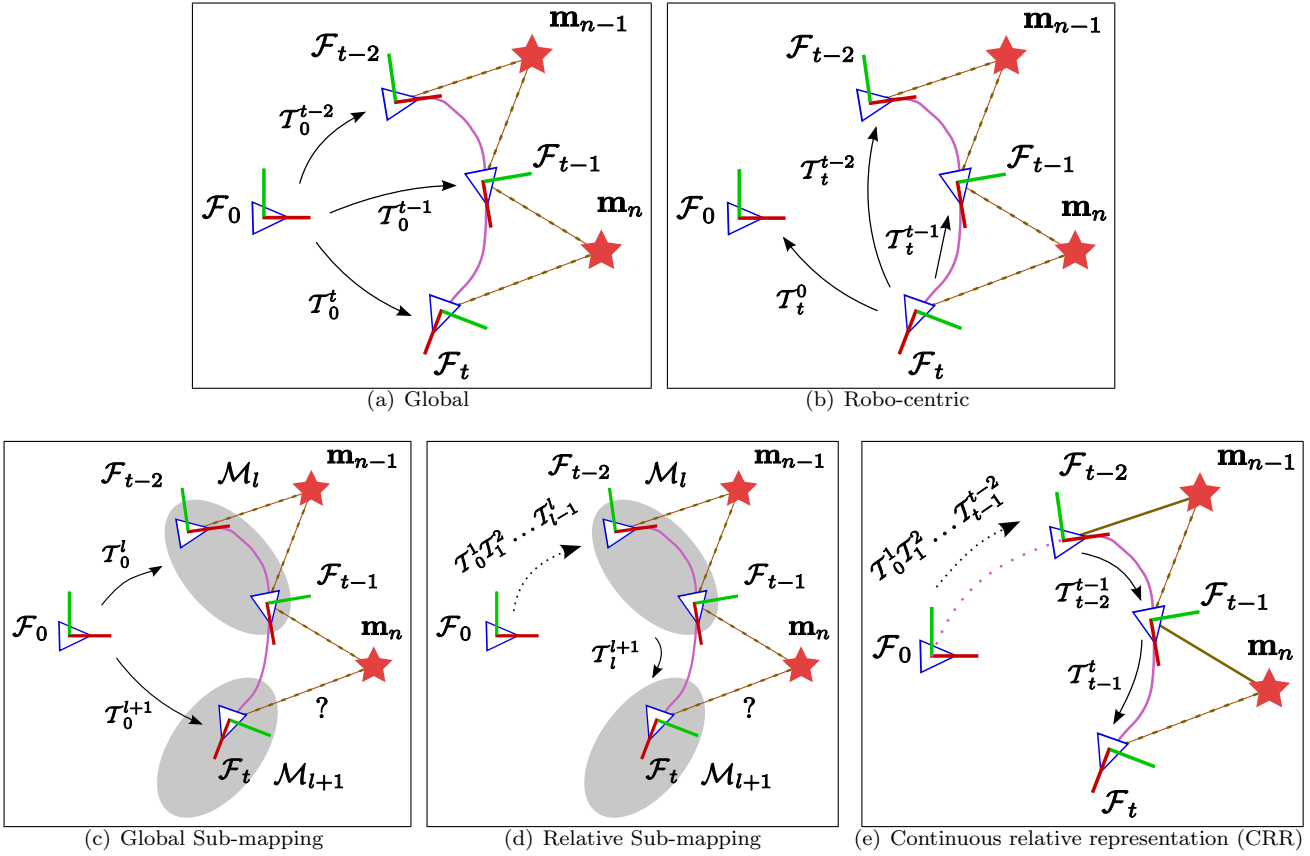 m_{n-1}
F_{t-2}
T_0^{t-2}
F_{t-1}
F_0
T_0^{t-1}
m_n
T_0^t
F_t
(a) Global
m_{n-1}
F_{t-2}
T_t^{t-2}
F_{t-1}
F_0
m_n
T_t^{t-1}
T_t^0
F_t
(b) Robo-centric
m_{n-1}
F_{t-2} M_l
T_0^l
F_{t-1}
F_0
m_n
T_0^{l+1}
?
F_t M_{l+1}
(c) Global Sub-mapping
m_{n-1}
F_{t-2} M_l
T_0^1 T_1^2 ... T_{l-1}^l
F_{t-1}
F_0
m_n
T_l^{l+1}
?
F_t M_{l+1}
(d) Relative Sub-mapping
m_{n-1}
F_{t-2}
T_0^1 T_1^2 ... T_{t-1}^{t-2}
T_{t-2}^{t-1}
F_{t-1}
F_0
m_n
T_{t-1}^t
F_t
(e) Continuous relative representation (CRR)